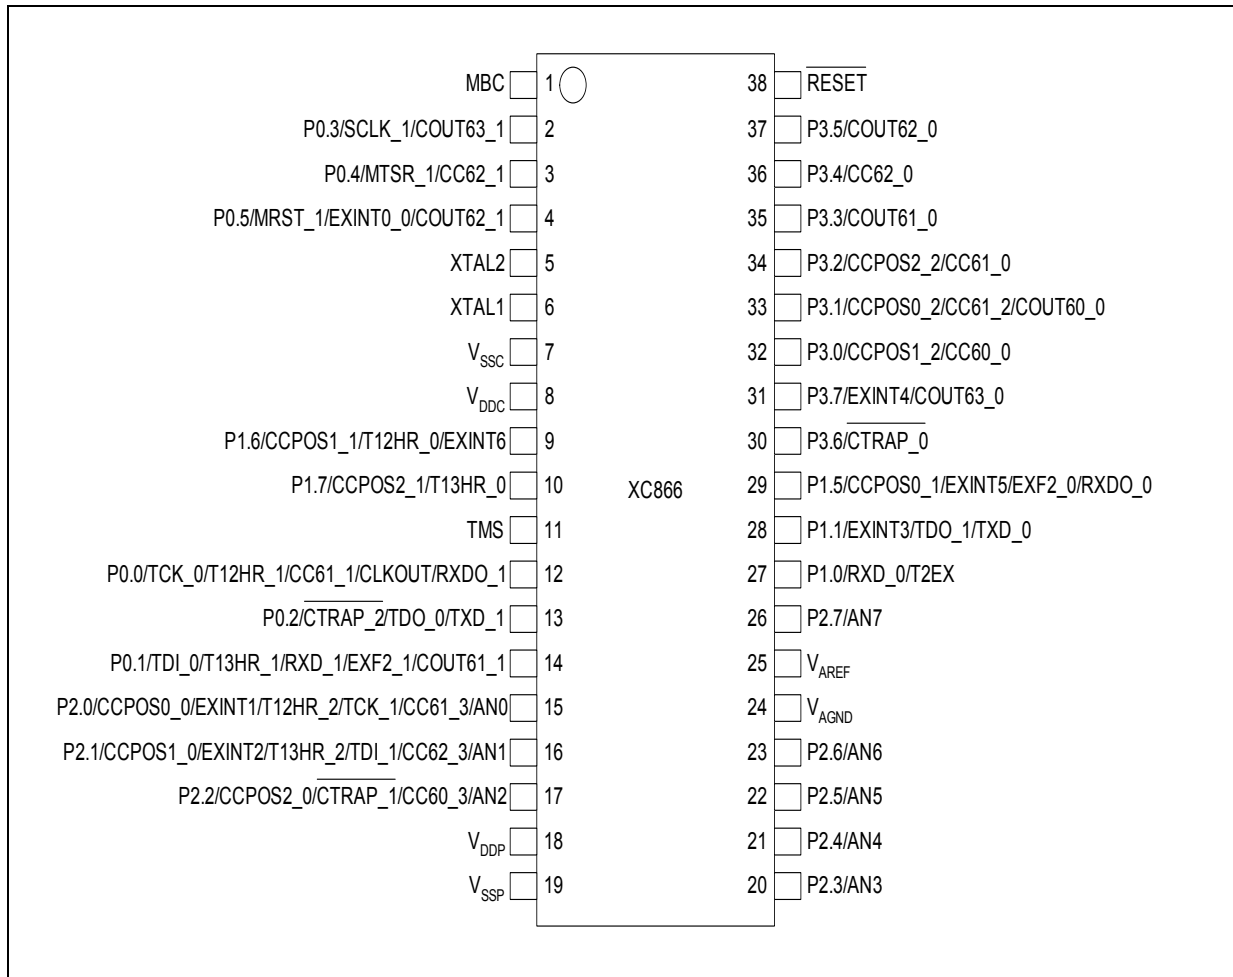 MBC 1 38 RESET
P0.3/SCLK_1/COUT63_1 2 37 P3.5/COUT62_0
P0.4/MTSR_1/CC62_1 3 36 P3.4/CC62_0
P0.5/MRST_1/EXINT0_0/COUT62_1 4 35 P3.3/COUT61_0
XTAL2 5 34 P3.2/CCPOS2_2/CC61_0
XTAL1 6 33 P3.1/CCPOS0_2/CC61_2/COUT60_0
VSSC 7 32 P3.0/CCPOS1_2/CC60_0
VDDC 8 31 P3.7/EXINT4/COUT63_0
P1.6/CCPOS1_1/T12HR_0/EXINT6 9 30 P3.6/CTRAP_0
P1.7/CCPOS2_1/T13HR_0 10 XC866 29 P1.5/CCPOS0_1/EXINT5/EXF2_0/RXDO_0
TMS 11 28 P1.1/EXINT3/TDO_1/TXD_0
P0.0/TCK_0/T12HR_1/CC61_1/CLKOUT/RXDO_1 12 27 P1.0/RXD_0/T2EX
P0.2/CTRAP_2/TDO_0/TXD_1 13 26 P2.7/AN7
P0.1/TDI_0/T13HR_1/RXD_1/EXF2_1/COUT61_1 14 25 VAREF
P2.0/CCPOS0_0/EXINT1/T12HR_2/TCK_1/CC61_3/AN0 15 24 VAGND
P2.1/CCPOS1_0/EXINT2/T13HR_2/TDI_1/CC62_3/AN1 16 23 P2.6/AN6
P2.2/CCPOS2_0/CTRAP_1/CC60_3/AN2 17 22 P2.5/AN5
VDDP 18 21 P2.4/AN4
VSSP 19 20 P2.3/AN3